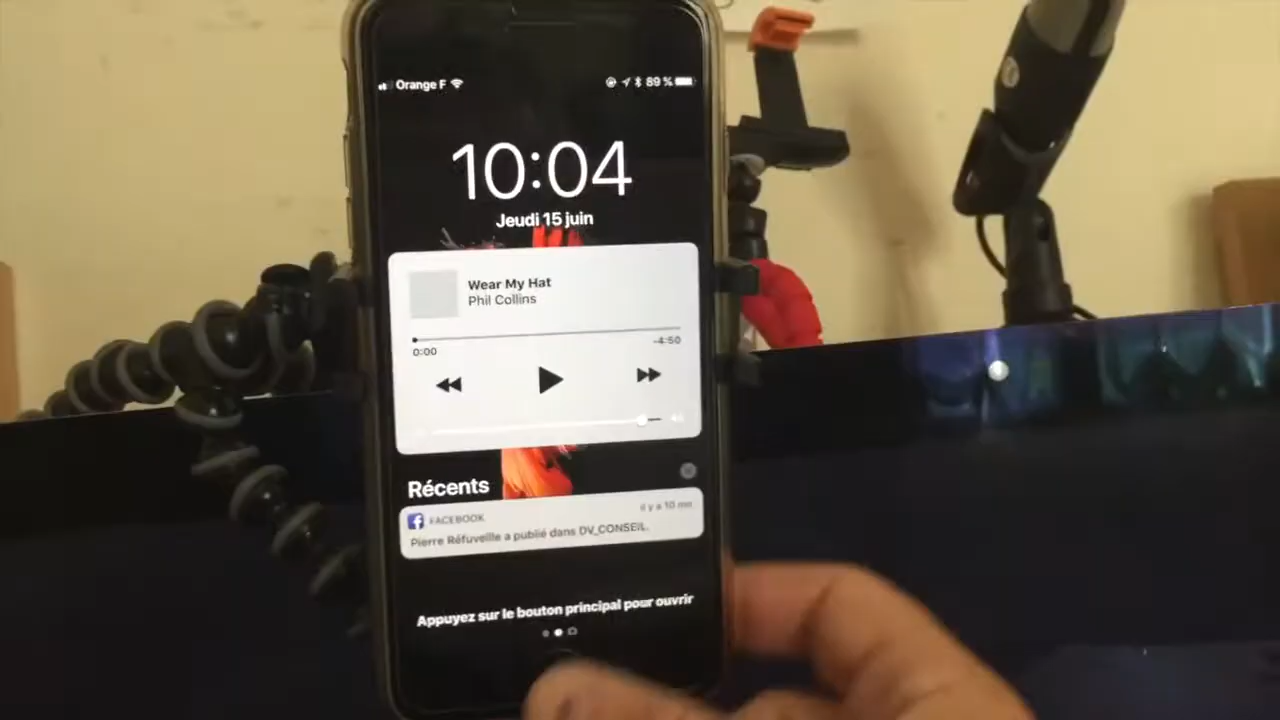 Orange F 89 %
10:04
Jeudi 15 juin
Wear My Hat
Phil Collins
0:00 -4:50
Récents
FACEBOOK il y a 10 mn
Pierre Réfuveille a publié dans DV_CONSEIL.
Appuyez sur le bouton principal pour ouvrir